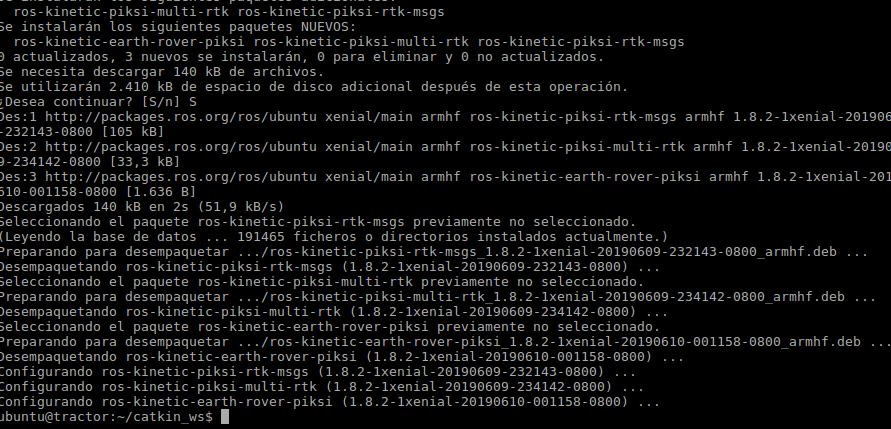 se instalarán los siguientes paquetes adicionales:
  ros-kinetic-piksi-multi-rtk ros-kinetic-piksi-rtk-msgs
Se instalarán los siguientes paquetes NUEVOS:
  ros-kinetic-earth-rover-piksi ros-kinetic-piksi-multi-rtk ros-kinetic-piksi-rtk-msgs
0 actualizados, 3 nuevos se instalarán, 0 para eliminar y 0 no actualizados.
Se necesita descargar 140 kB de archivos.
Se utilizarán 2.410 kB de espacio de disco adicional después de esta operación.
¿Desea continuar? [S/n] S
Des:1 http://packages.ros.org/ros/ubuntu xenial/main armhf ros-kinetic-piksi-rtk-msgs armhf 1.8.2-1xenial-201906
-232143-0800 [105 kB]
Des:2 http://packages.ros.org/ros/ubuntu xenial/main armhf ros-kinetic-piksi-multi-rtk armhf 1.8.2-1xenial-20190
9-234142-0800 [33,3 kB]
Des:3 http://packages.ros.org/ros/ubuntu xenial/main armhf ros-kinetic-earth-rover-piksi armhf 1.8.2-1xenial-201
610-001158-0800 [1.636 B]
Descargados 140 kB en 2s (51,9 kB/s)
Seleccionando el paquete ros-kinetic-piksi-rtk-msgs previamente no seleccionado.
(Leyendo la base de datos ... 191465 ficheros o directorios instalados actualmente.)
Preparando para desempaquetar .../ros-kinetic-piksi-rtk-msgs_1.8.2-1xenial-20190609-232143-0800_armhf.deb ...
Desempaquetando ros-kinetic-piksi-rtk-msgs (1.8.2-1xenial-20190609-232143-0800) ...
Seleccionando el paquete ros-kinetic-piksi-multi-rtk previamente no seleccionado.
Preparando para desempaquetar .../ros-kinetic-piksi-multi-rtk_1.8.2-1xenial-20190609-234142-0800_armhf.deb ...
Desempaquetando ros-kinetic-piksi-multi-rtk (1.8.2-1xenial-20190609-234142-0800) ...
Seleccionando el paquete ros-kinetic-earth-rover-piksi previamente no seleccionado.
Preparando para desempaquetar .../ros-kinetic-earth-rover-piksi_1.8.2-1xenial-20190610-001158-0800_armhf.deb ...
Desempaquetando ros-kinetic-earth-rover-piksi (1.8.2-1xenial-20190610-001158-0800) ...
Configurando ros-kinetic-piksi-rtk-msgs (1.8.2-1xenial-20190609-232143-0800) ...
Configurando ros-kinetic-piksi-multi-rtk (1.8.2-1xenial-20190609-234142-0800) ...
Configurando ros-kinetic-earth-rover-piksi (1.8.2-1xenial-20190610-001158-0800) ...
ubuntu@tractor:~/catkin_ws$